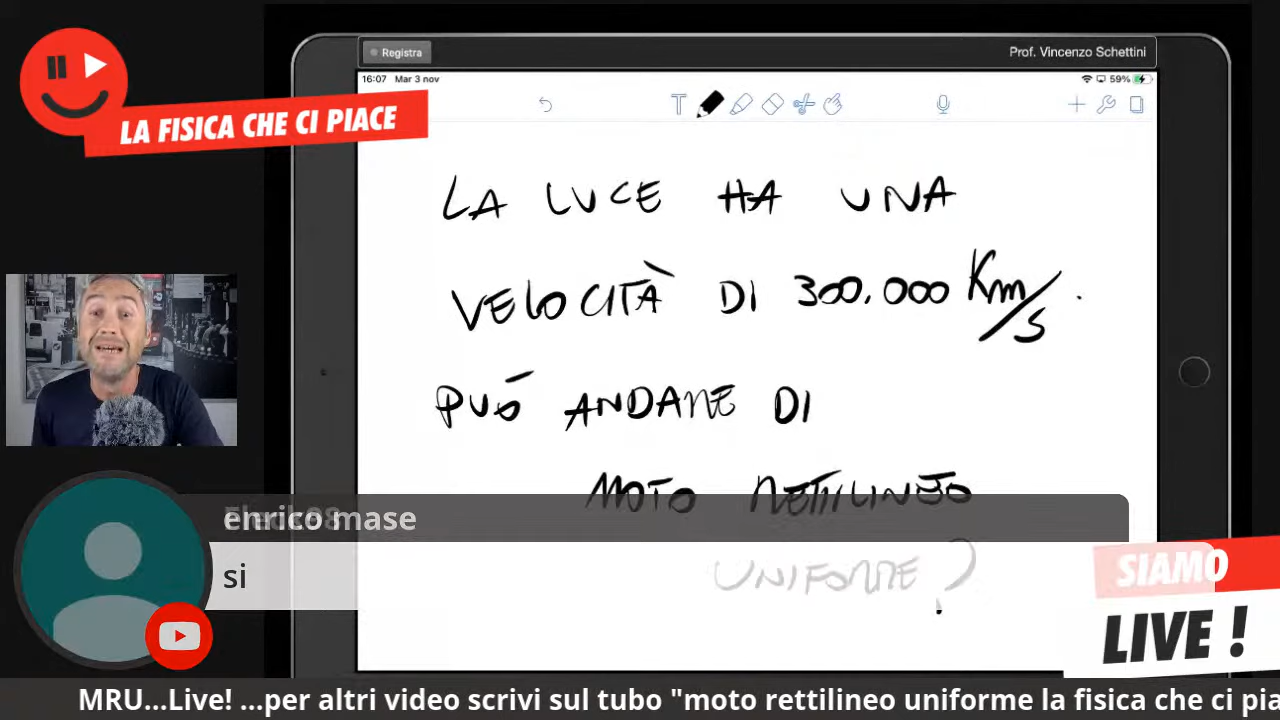 Registra
Prof. Vincenzo Schettini
16:07 Mar 3 nov
59%
LA FISICA CHE CI PIACE
LA LUCE HA UNA
VELOCITÀ DI 300.000 Km/s.
PUÓ ANDARE DI
MOTO RETTILINEO
enrico mase
UNIFORME?
si
SIAMO
LIVE !
MRU...Live! ...per altri video scrivi sul tubo "moto rettilineo uniforme la fisica che ci pia